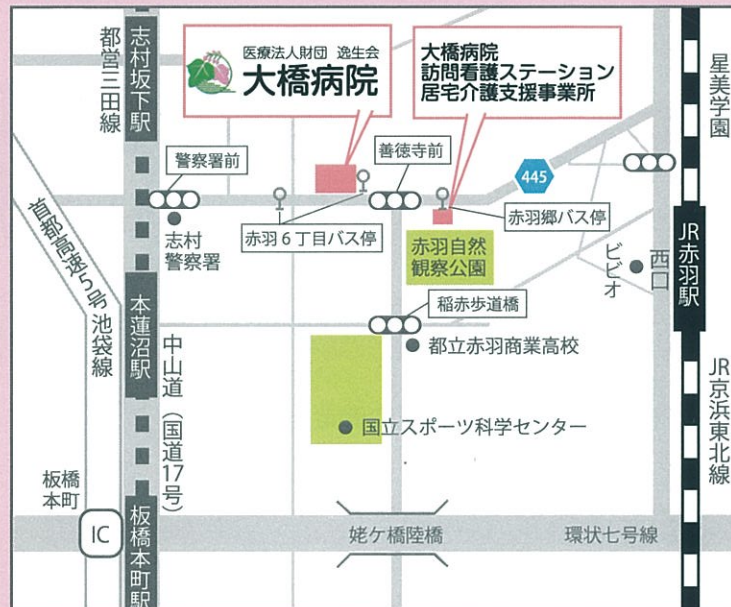 都営三田線
志村坂下駅
医療法人財団 逸生会
大橋病院
大橋病院
訪問看護ステーション
居宅介護支援事業所
星美学園
警察署前
善徳寺前
445
志村
警察署
赤羽6丁目バス停
赤羽郷バス停
赤羽自然
観察公園
ビビオ
西口
JR赤羽駅
首都高速5号 池袋線
本蓮沼駅
稲赤歩道橋
都立赤羽商業高校
中山道(国道17号)
国立スポーツ科学センター
JR京浜東北線
板橋
本町
IC
板橋本町駅
姥ケ橋陸橋
環状七号線